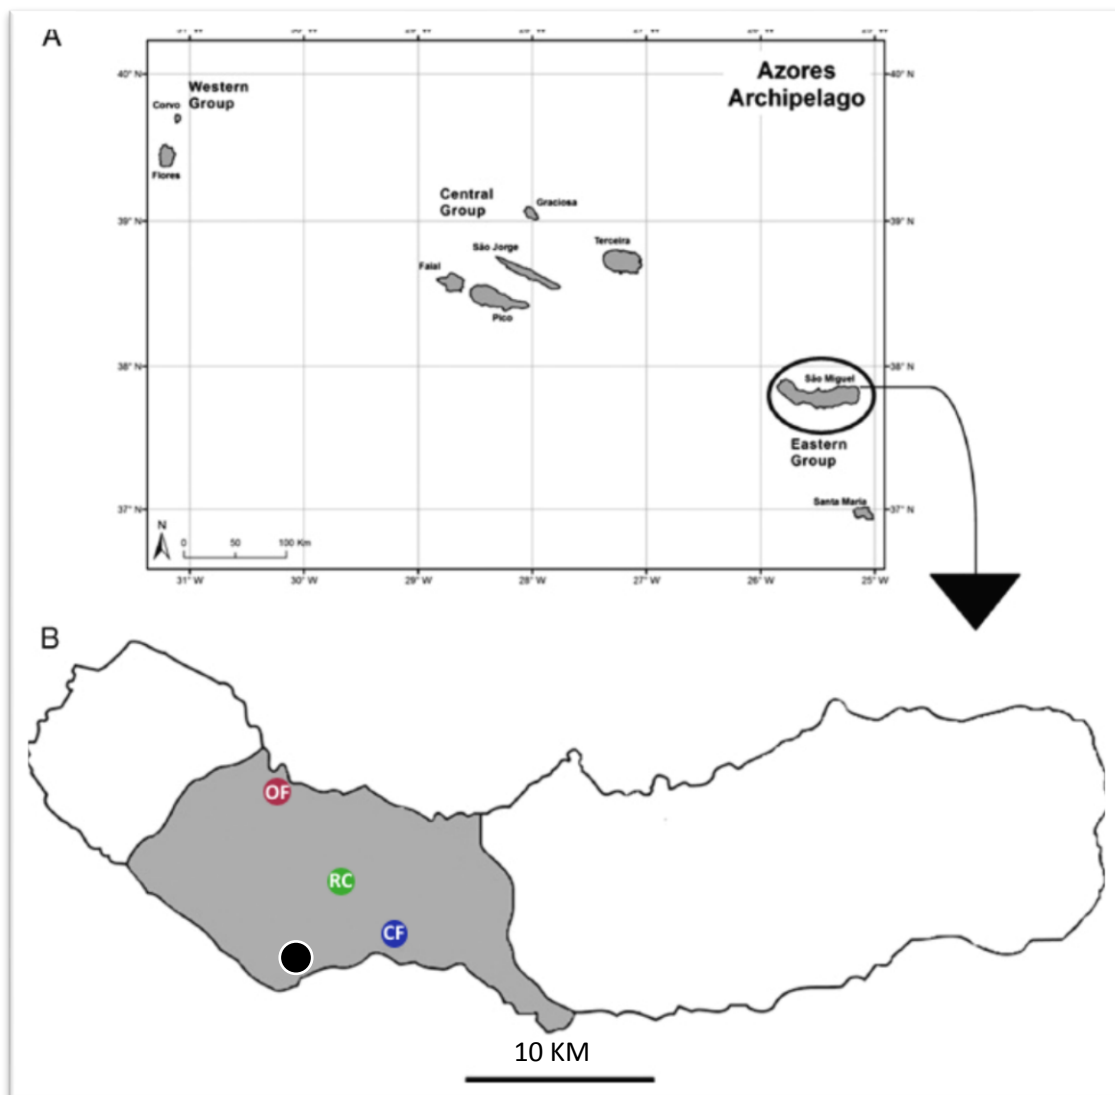 A
Azores
Archipelago
40° N
40° N
Western
Group
Corvo
Flores
Central
Group
Graciosa
39° N
39° N
São Jorge
Terceira
Faial
Pico
38° N
38° N
São Miguel
Eastern
Group
Santa Maria
37° N
37° N
N
0 50 100 Km
31° W 30° W 29° W 28° W 27° W 26° W 25° W
B
OF
RC
CF
10 KM